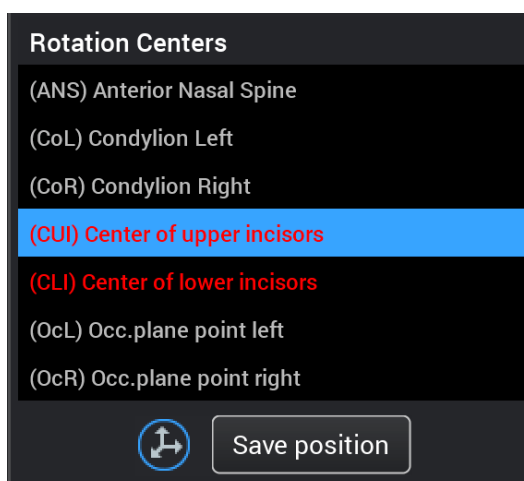 Rotation Centers
(ANS) Anterior Nasal Spine
(CoL) Condylion Left
(CoR) Condylion Right
(CUI) Center of upper incisors
(CLI) Center of lower incisors
(OcL) Occ.plane point left
(OcR) Occ.plane point right
Save position